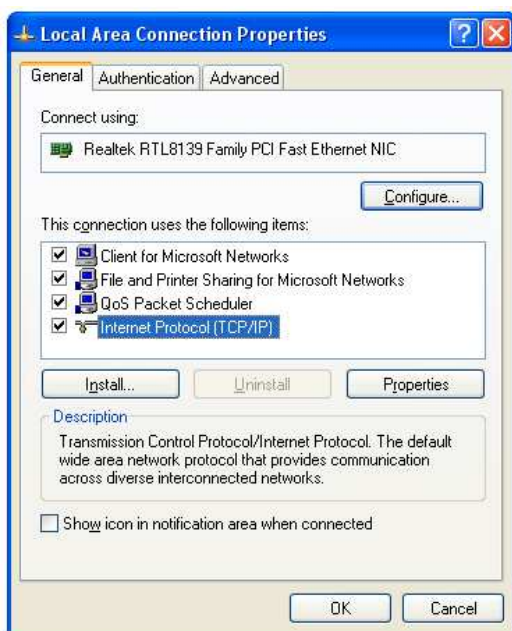 Local Area Connection Properties
General Authentication Advanced
Connect using:
Realtek RTL8139 Family PCI Fast Ethernet NIC
Configure...
This connection uses the following items:
Client for Microsoft Networks
File and Printer Sharing for Microsoft Networks
QoS Packet Scheduler
Internet Protocol (TCP/IP)
Install... Uninstall Properties
Description
Transmission Control Protocol/Internet Protocol. The default
wide area network protocol that provides communication
across diverse interconnected networks.
Show icon in notification area when connected
OK Cancel